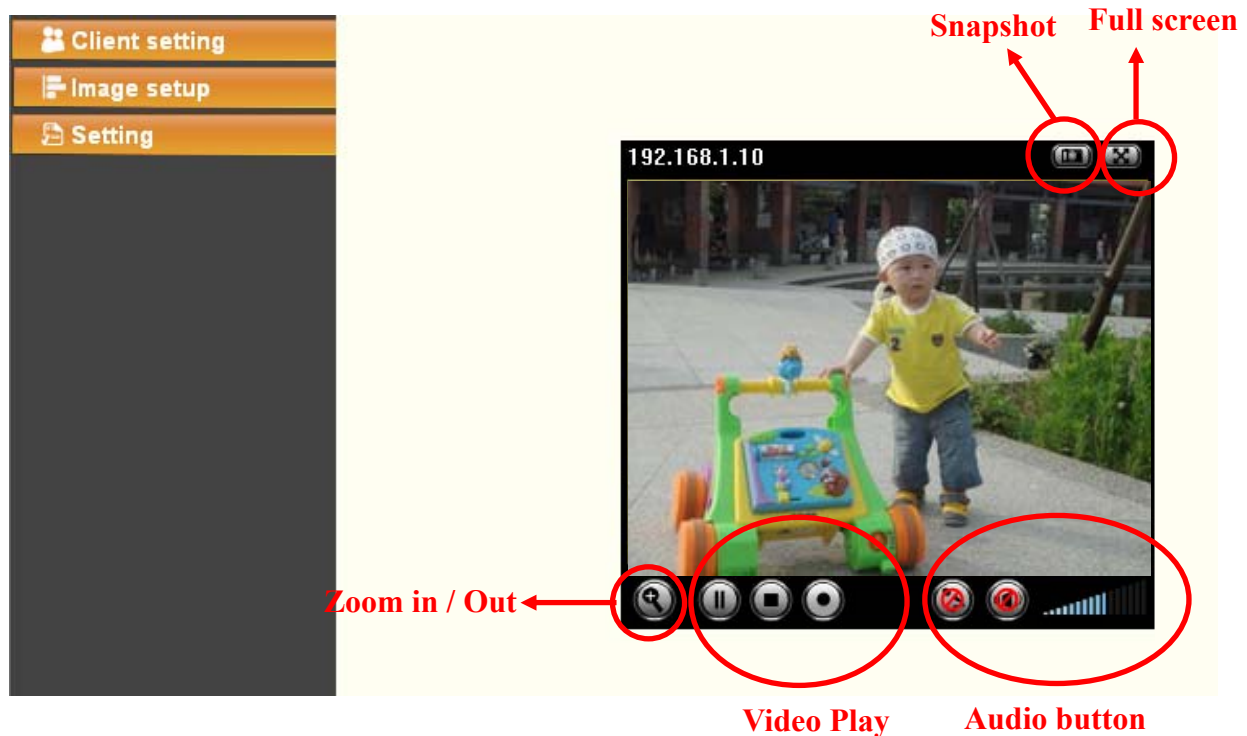 Client setting
Image setup
Setting
Snapshot
Full screen
192.168.1.10
2
Zoom in / Out
Video Play
Audio button